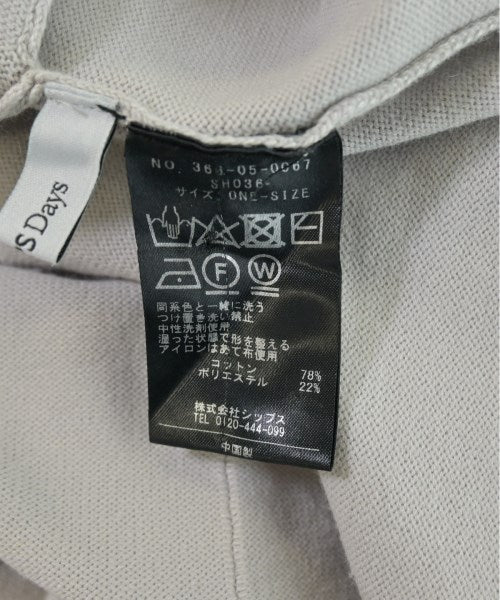 Days
NO. 368-05-0067
SH036-
サイズ: ONE-SIZE
F
W
同系色と一緒に洗う
つけ置き洗い禁止
中性洗剤使用
湿った状態で形を整える
アイロンはあて布使用
コットン 78%
ポリエステル 22%
株式会社シップス
TEL 0120-444-099
中国製